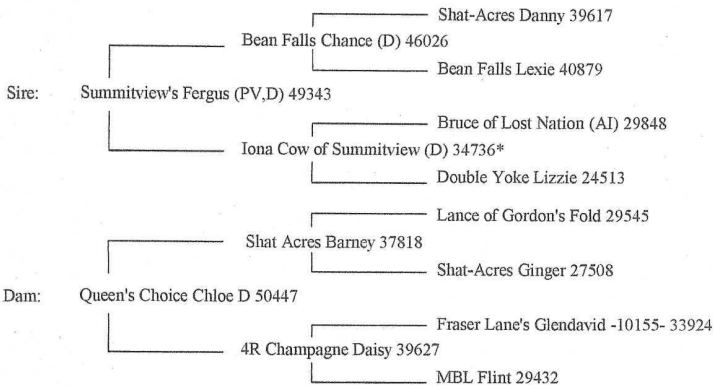 Shat-Acres Danny 39617
Bean Falls Chance (D) 46026
Bean Falls Lexie 40879
Sire: Summitview's Fergus (PV,D) 49343
Bruce of Lost Nation (AI) 29848
Iona Cow of Summitview (D) 34736*
Double Yoke Lizzie 24513
Lance of Gordon's Fold 29545
Shat Acres Barney 37818
Shat-Acres Ginger 27508
Dam: Queen's Choice Chloe D 50447
Fraser Lane's Glendavid -10155- 33924
4R Champagne Daisy 39627
MBL Flint 29432